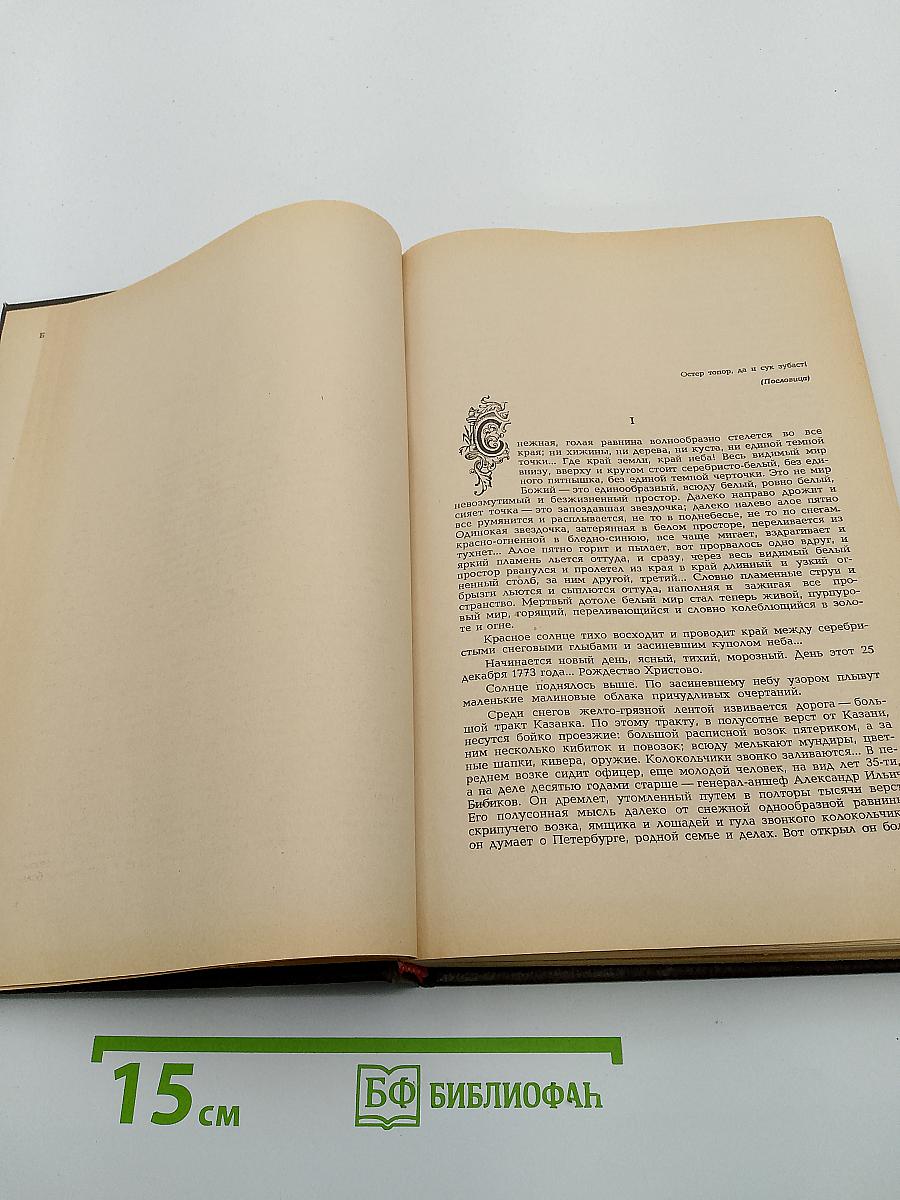 Б
Остер топор, да и сук зубаст!
(Пословица)
I
Снежная, голая равнина волнообразно стелется во все
края; ни хижины, ни дерева, ни куста, ни единой темной
точки... Где край земли, край неба! Весь видимый мир
внизу, вверху и кругом стоит серебристо-белый, без еди-
ного пятнышка, без единой темной черточки. Это не мир
Божий — это единообразный, всюду белый, ровно белый,
невозмутимый и безжизненный простор. Далеко направо дрожит и
сияет точка — это запоздавшая звездочка; далеко налево алое пятно
все румянится и расплывается, не то в поднебесье, не то по снегам.
Одинокая звездочка, затерянная в белом просторе, переливается из
красно-огненной в бледно-синюю, все чаще мигает, вздрагивает и
тухнет... Алое пятно горит и пылает, вот прорвалось одно вдруг, и
яркий пламень льется оттуда, и сразу, через весь видимый белый
простор рванулся и пролетел из края в край длинный и узкий ог-
ненный столб, за ним другой, третий... Словно пламенные струи и
брызги льются и сыплются оттуда, наполняя и зажигая все про-
странство. Мертвый дотоле белый мир стал теперь живой, пурпуро-
вый мир, горящий, переливающийся и словно колеблющийся в золо-
те и огне.
Красное солнце тихо восходит и проводит край между серебри-
стыми снеговыми глыбами и засиневшим куполом неба...
Начинается новый день, ясный, тихий, морозный. День этот 25
декабря 1773 года... Рождество Христово.
Солнце поднялось выше. По засиневшему небу узором плывут
маленькие малиновые облака причудливых очертаний.
Среди снегов желто-грязной лентой извивается дорога — боль-
шой тракт Казанка. По этому тракту, в полусотне верст от Казани,
несутся бойко проезжие: большой расписной возок пятериком, а за
ним несколько кибиток и повозок; всюду мелькают мундиры, цвет-
ные шапки, кивера, оружие. Колокольчики звонко заливаются... В пе-
реднем возке сидит офицер, еще молодой человек, на вид лет 35-ти,
а на деле десятью годами старше — генерал-аншеф Александр Ильич
Бибиков. Он дремлет, утомленный путем в полторы тысячи верст.
Его полусонная мысль далеко от снежной однообразной равнины,
скрипучего возка, ямщика и лошадей и гула звонкого колокольчика
он думает о Петербурге, родной семье и делах. Вот открыл он бол
15 см
БФ БИБЛИОФАН